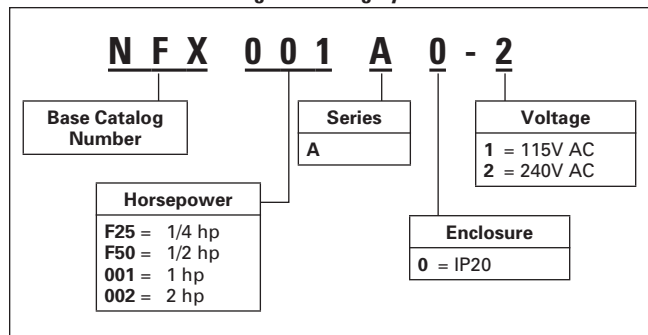 N F X 0 0 1 A 0 - 2
Base Catalog
Number
Series
A
Voltage
1 = 115V AC
2 = 240V AC
Horsepower
F25 = 1/4 hp
F50 = 1/2 hp
001 = 1 hp
002 = 2 hp
Enclosure
0 = IP20